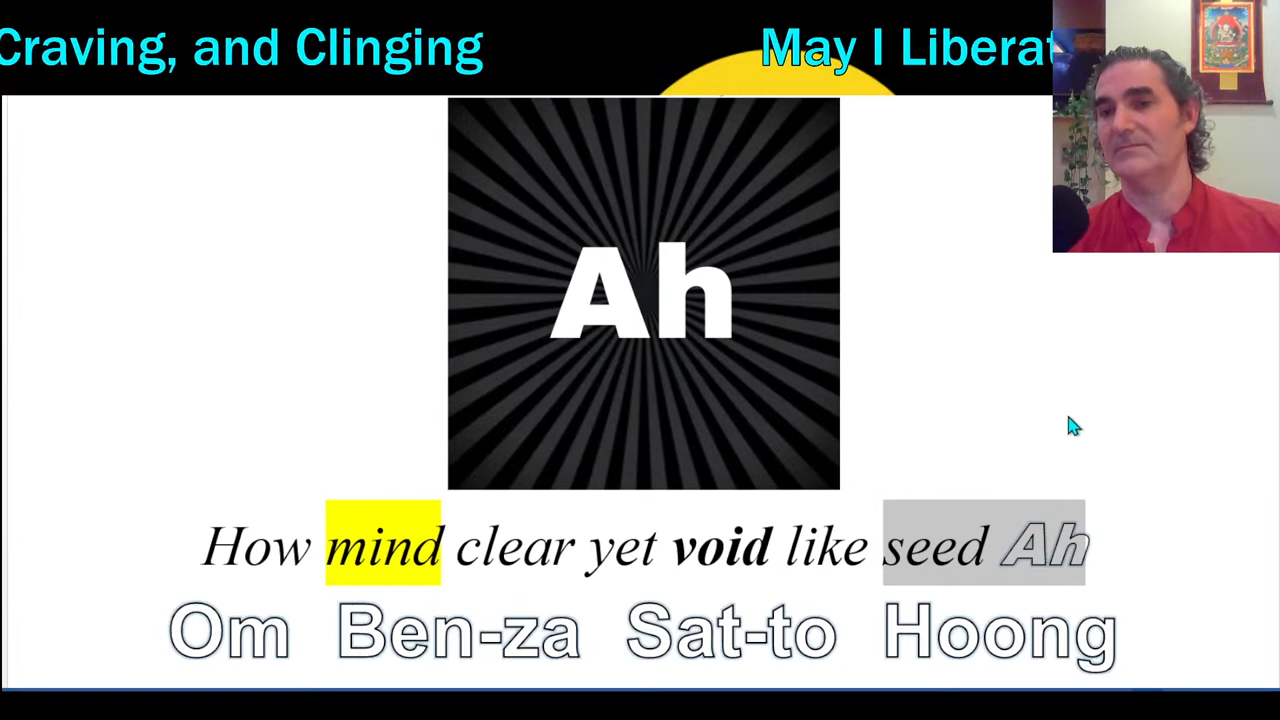 Craving, and Clinging May I Liberat
Ah
How mind clear yet void like seed Ah
Om Ben-za Sat-to Hoong